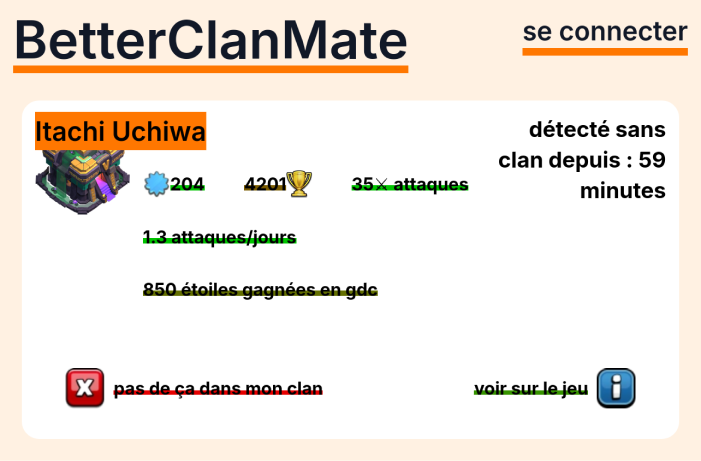 BetterClanMate
se connecter
Itachi Uchiwa
détecté sans
clan depuis : 59
minutes
204
4201
35⚔ attaques
1.3 attaques/jours
850 étoiles gagnées en gdc
pas de ça dans mon clan
voir sur le jeu